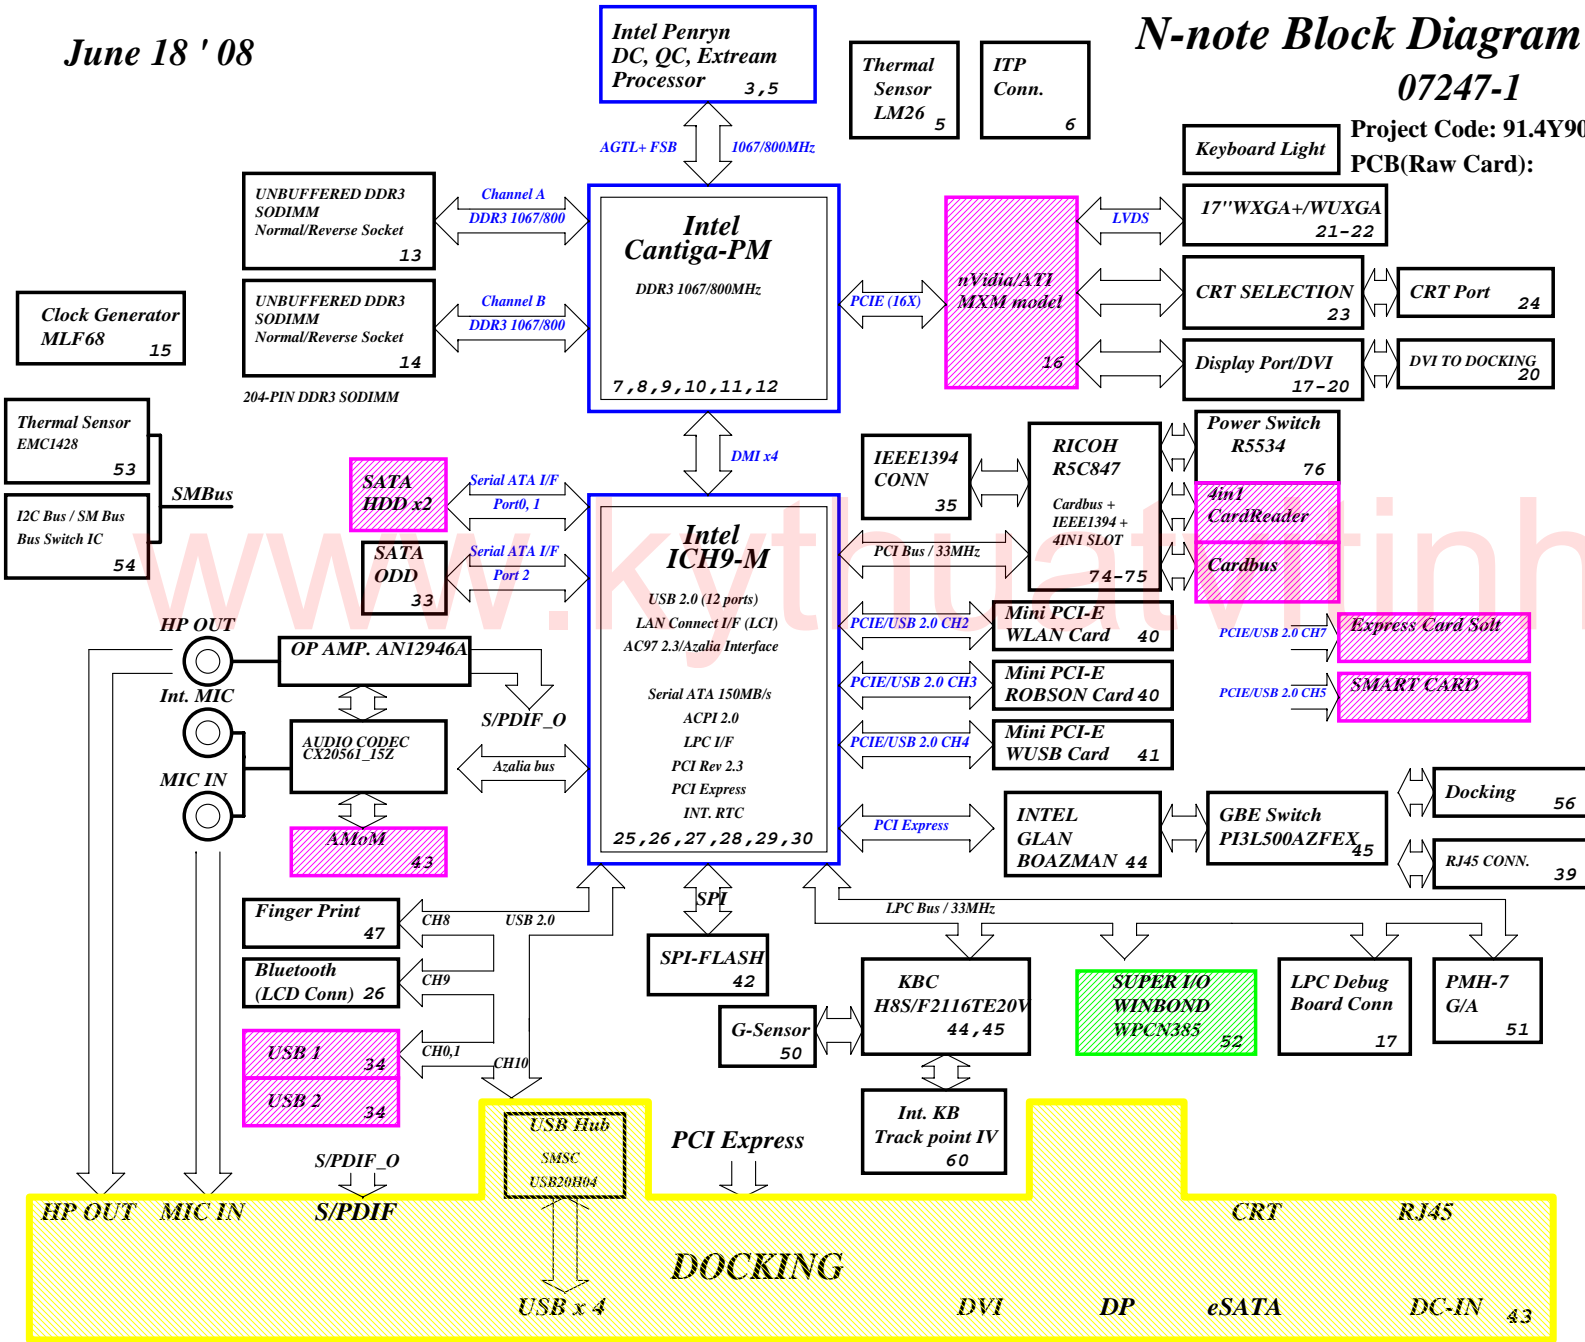 June 18 ' 08
N-note Block Diagram
07247-1
Project Code: 91.4Y90
PCB(Raw Card):
Intel Penryn
DC, QC, Extream
Processor
3,5
Thermal
Sensor
LM26
5
ITP
Conn.
6
Keyboard Light
AGTL+ FSB
1067/800MHz
UNBUFFERED DDR3
SODIMM
Normal/Reverse Socket
13
Channel A
DDR3 1067/800
Intel
Cantiga-PM
DDR3 1067/800MHz
7,8,9,10,11,12
UNBUFFERED DDR3
SODIMM
Normal/Reverse Socket
14
Channel B
DDR3 1067/800
204-PIN DDR3 SODIMM
Clock Generator
MLF68
15
PCIE (16X)
nVidia/ATI
MXM model
16
LVDS
17"WXGA+/WUXGA
21-22
CRT SELECTION
23
CRT Port
24
Display Port/DVI
17-20
DVI TO DOCKING
20
Thermal Sensor
EMC1428
53
I2C Bus / SM Bus
Bus Switch IC
54
SMBus
DMI x4
SATA
HDD x2
Serial ATA I/F
Port0, 1
SATA
ODD
33
Serial ATA I/F
Port 2
Intel
ICH9-M
USB 2.0 (12 ports)
LAN Connect I/F (LCI)
AC97 2.3/Azalia Interface
Serial ATA 150MB/s
ACPI 2.0
LPC I/F
PCI Rev 2.3
PCI Express
INT. RTC
25,26,27,28,29,30
IEEE1394
CONN
35
RICOH
R5C847
Cardbus +
IEEE1394 +
4IN1 SLOT
74-75
Power Switch
R5534
76
4in1
CardReader
Cardbus
PCI Bus / 33MHz
www.kythuatvitinh
PCIE/USB 2.0 CH2
Mini PCI-E
WLAN Card
40
PCIE/USB 2.0 CH3
Mini PCI-E
ROBSON Card
40
PCIE/USB 2.0 CH4
Mini PCI-E
WUSB Card
41
PCIE/USB 2.0 CH7
Express Card Solt
PCIE/USB 2.0 CH5
SMART CARD
HP OUT
OP AMP. AN12946A
Int. MIC
S/PDIF_O
AUDIO CODEC
CX20561_15Z
MIC IN
Azalia bus
AMoM
43
PCI Express
INTEL
GLAN
BOAZMAN
44
GBE Switch
PI3L500AZFEX
45
Docking
56
RJ45 CONN.
39
Finger Print
47
CH8
USB 2.0
Bluetooth
(LCD Conn)
26
CH9
USB 1
34
CH0,1
USB 2
34
CH10
SPI
SPI-FLASH
42
LPC Bus / 33MHz
G-Sensor
50
KBC
H8S/F2116TE20V
44,45
SUPER I/O
WINBOND
WPCN385
52
LPC Debug
Board Conn
17
PMH-7
G/A
51
Int. KB
Track point IV
60
USB Hub
SMSC
USB20H04
PCI Express
S/PDIF_O
HP OUT
MIC IN
S/PDIF
CRT
RJ45
DOCKING
USB x 4
DVI
DP
eSATA
DC-IN
43